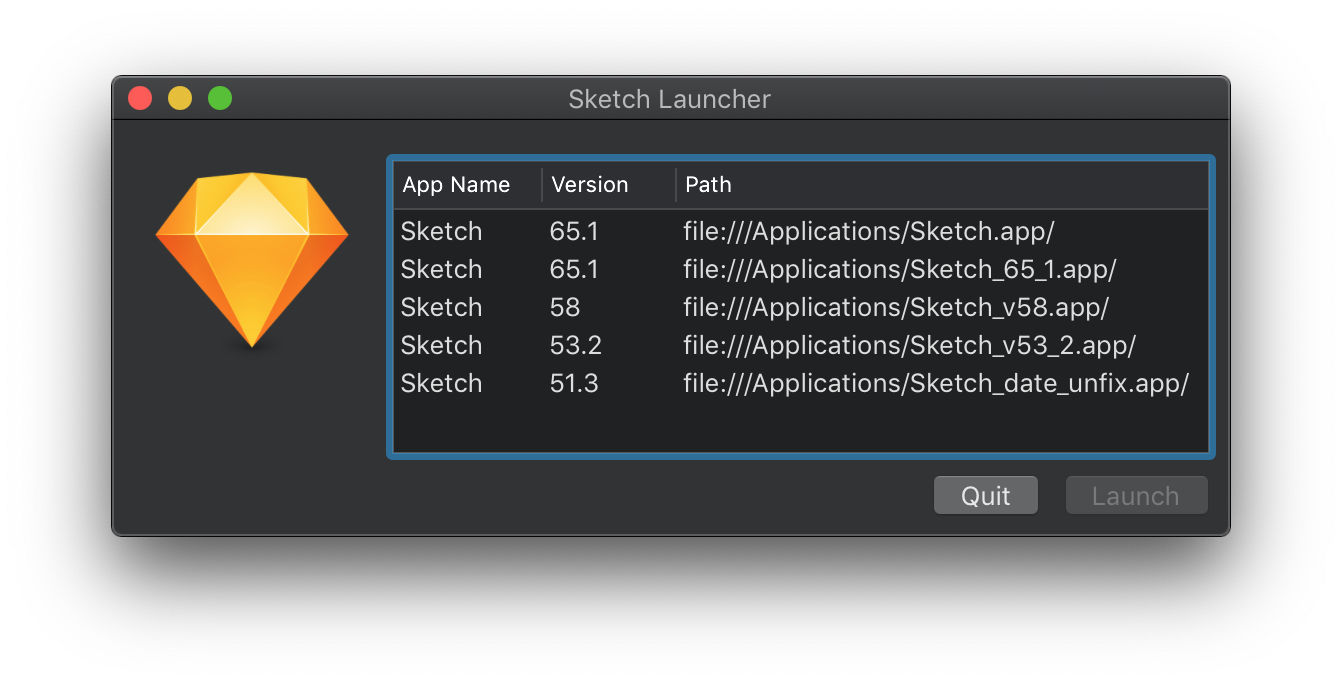 Sketch Launcher
App Name Version Path
Sketch 65.1 file:///Applications/Sketch.app/
Sketch 65.1 file:///Applications/Sketch_65_1.app/
Sketch 58 file:///Applications/Sketch_v58.app/
Sketch 53.2 file:///Applications/Sketch_v53_2.app/
Sketch 51.3 file:///Applications/Sketch_date_unfix.app/
Quit Launch